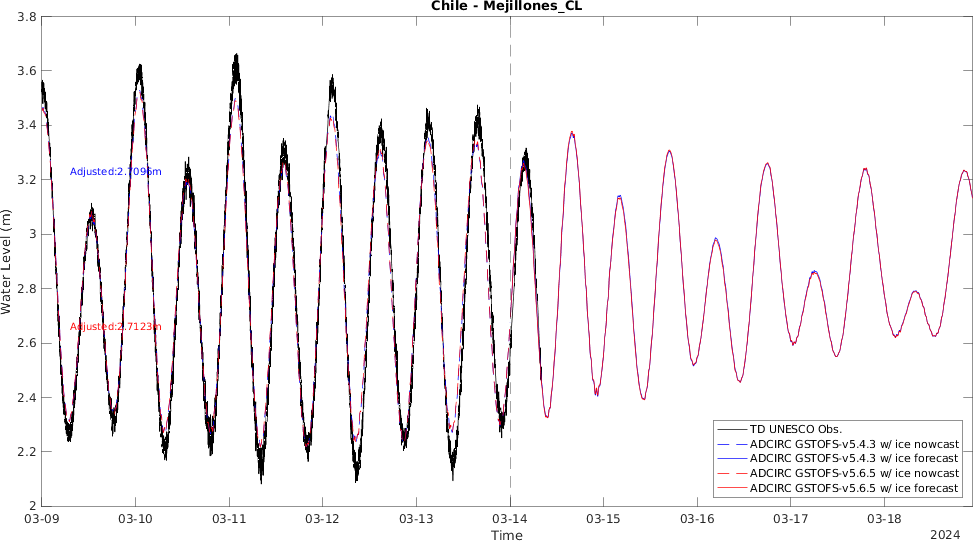 Chile - Mejillones_CL
3.8
3.6
3.4
3.2
3
2.8
2.6
2.4
2.2
2
Water Level (m)
Adjusted:2.7096m
Adjusted:2.7123m
TD UNESCO Obs.
ADCIRC GSTOFS-v5.4.3 w/ ice nowcast
ADCIRC GSTOFS-v5.4.3 w/ ice forecast
ADCIRC GSTOFS-v5.6.5 w/ ice nowcast
ADCIRC GSTOFS-v5.6.5 w/ ice forecast
03-09 03-10 03-11 03-12 03-13 03-14 03-15 03-16 03-17 03-18
Time
2024